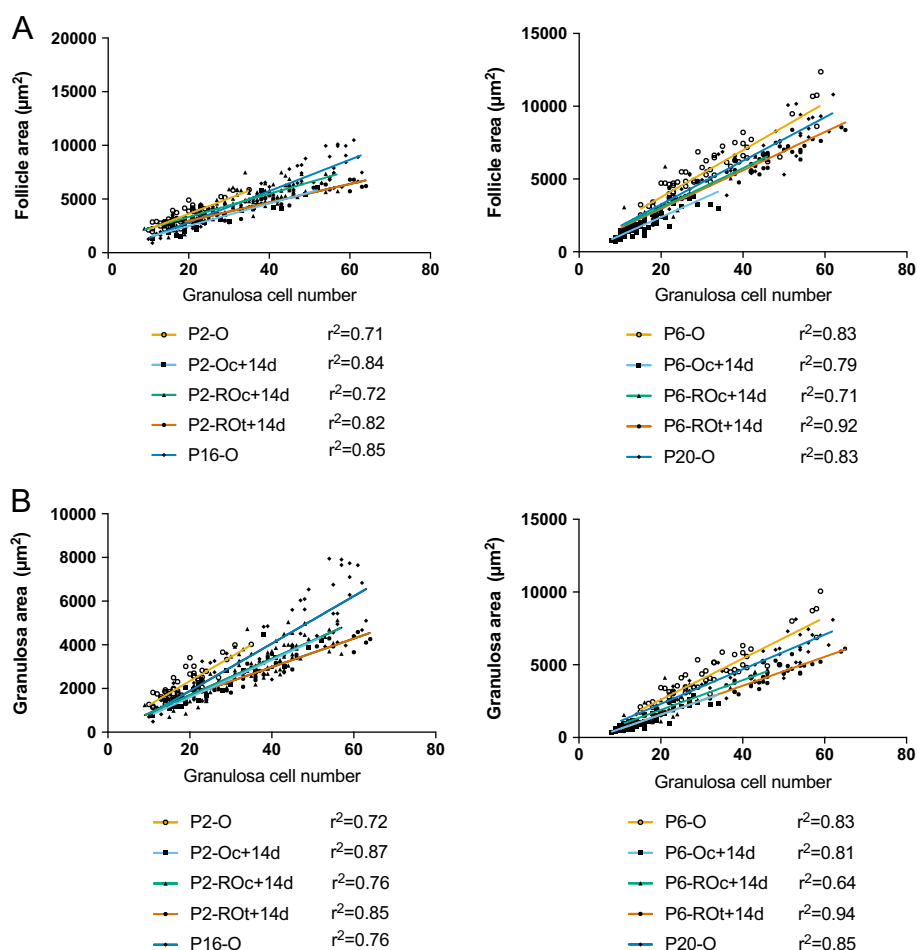 A
Follicle area (µm²)
20000
15000
10000
5000
0
0 20 40 60 80
Granulosa cell number
P2-O r²=0.71
P2-Oc+14d r²=0.84
P2-ROc+14d r²=0.72
P2-ROt+14d r²=0.82
P16-O r²=0.85
Follicle area (µm²)
15000
10000
5000
0
0 20 40 60 80
Granulosa cell number
P6-O r²=0.83
P6-Oc+14d r²=0.79
P6-ROc+14d r²=0.71
P6-ROt+14d r²=0.92
P20-O r²=0.83
B
Granulosa area (µm²)
10000
8000
6000
4000
2000
0
0 20 40 60 80
Granulosa cell number
P2-O r²=0.72
P2-Oc+14d r²=0.87
P2-ROc+14d r²=0.76
P2-ROt+14d r²=0.85
P16-O r²=0.76
Granulosa area (µm²)
15000
10000
5000
0
0 20 40 60 80
Granulosa cell number
P6-O r²=0.83
P6-Oc+14d r²=0.81
P6-ROc+14d r²=0.64
P6-ROt+14d r²=0.94
P20-O r²=0.85